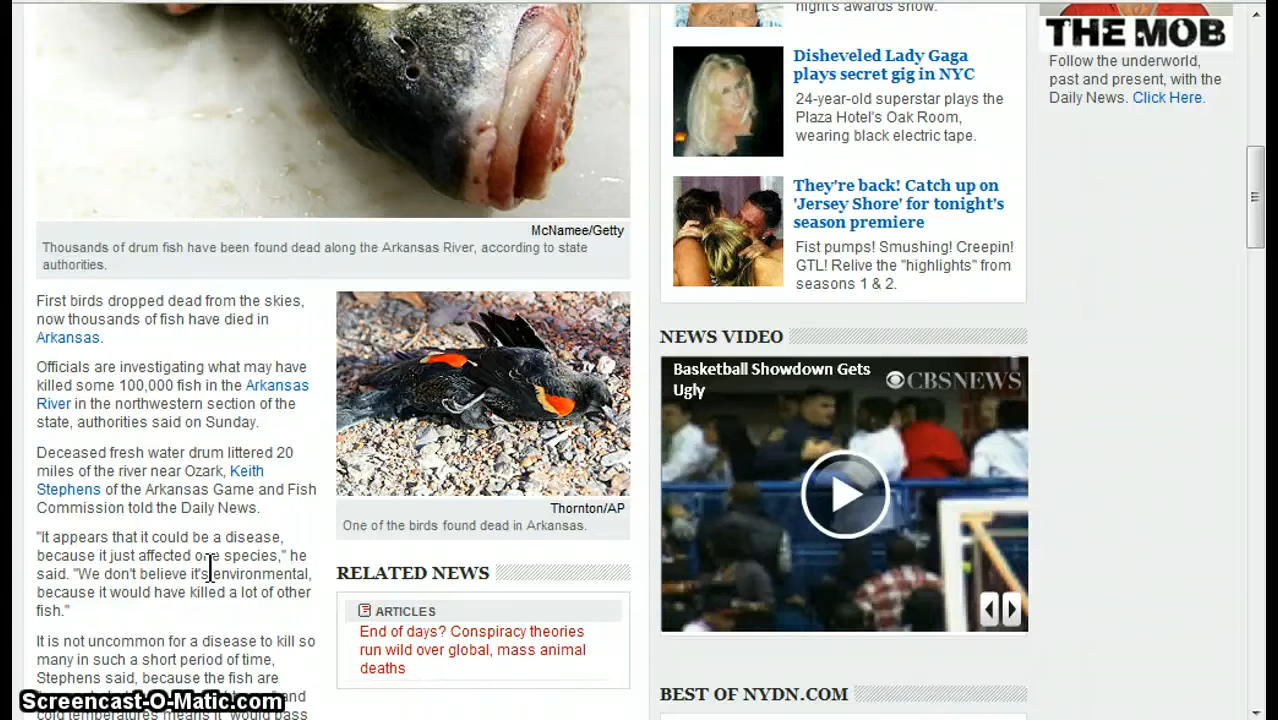 McNamee/Getty
Thousands of drum fish have been found dead along the Arkansas River, according to state
authorities.
First birds dropped dead from the skies,
now thousands of fish have died in
Arkansas.
Officials are investigating what may have
killed some 100,000 fish in the Arkansas
River in the northwestern section of the
state, authorities said on Sunday.
Deceased fresh water drum littered 20
miles of the river near Ozark, Keith
Stephens of the Arkansas Game and Fish
Commission told the Daily News.
"It appears that it could be a disease,
because it just affected one species," he
said. "We don't believe it's environmental,
because it would have killed a lot of other
fish."
It is not uncommon for a disease to kill so
many in such a short period of time,
Stephens said, because the fish are
and
cold temperatures means it "would pass
Screencast-O-Matic.com
Thornton/AP
One of the birds found dead in Arkansas.
RELATED NEWS
ARTICLES
End of days? Conspiracy theories
run wild over global, mass animal
deaths
night's awards show.
Disheveled Lady Gaga
plays secret gig in NYC
24-year-old superstar plays the
Plaza Hotel's Oak Room,
wearing black electric tape.
They're back! Catch up on
'Jersey Shore' for tonight's
season premiere
Fist pumps! Smushing! Creepin!
GTL! Relive the "highlights" from
seasons 1 & 2.
NEWS VIDEO
Basketball Showdown Gets
Ugly
CBSNEWS
BEST OF NYDN.COM
THE MOB
Follow the underworld,
past and present, with the
Daily News. Click Here.